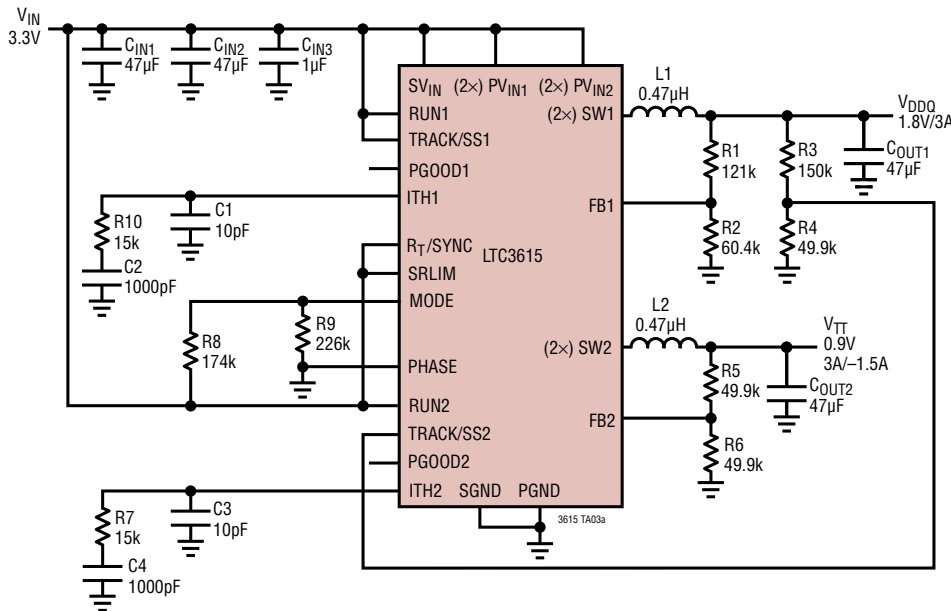 VIN
3.3V
CIN1
47µF
CIN2
47µF
CIN3
1µF
SVIN (2×) PVIN1 (2×) PVIN2
RUN1
TRACK/SS1
PGOOD1
ITH1
RT/SYNC
SRLIM
MODE
PHASE
RUN2
TRACK/SS2
PGOOD2
ITH2
SGND
PGND
LTC3615
(2×) SW1
FB1
(2×) SW2
FB2
L1
0.47µH
VDDQ
1.8V/3A
R1
121k
R3
150k
COUT1
47µF
R2
60.4k
R4
49.9k
C1
10pF
R10
15k
C2
1000pF
R8
174k
R9
226k
L2
0.47µH
VTT
0.9V
3A/–1.5A
R5
49.9k
COUT2
47µF
R6
49.9k
R7
15k
C3
10pF
C4
1000pF
3615 TA03a